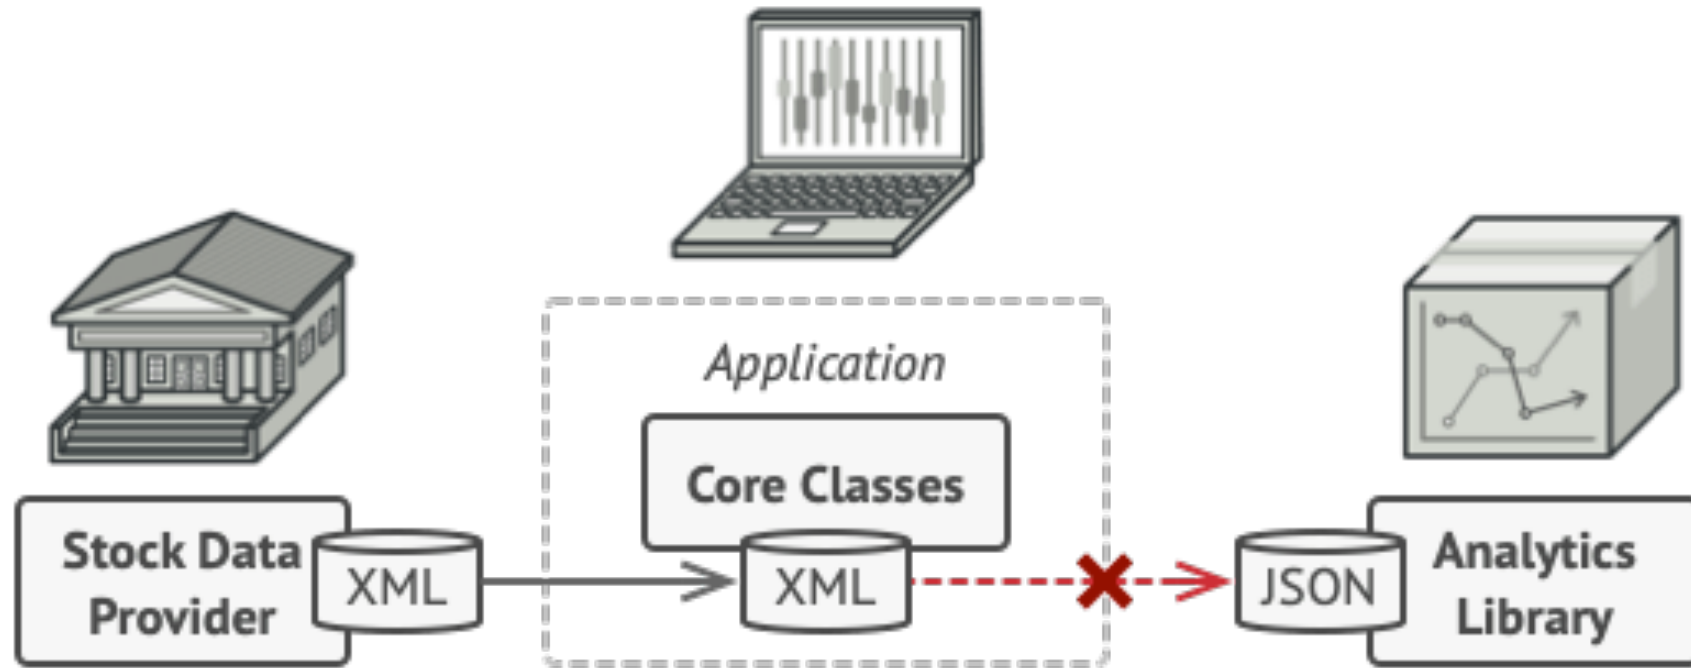 Application
Core Classes
Stock Data
Provider
XML
XML
JSON
Analytics
Library